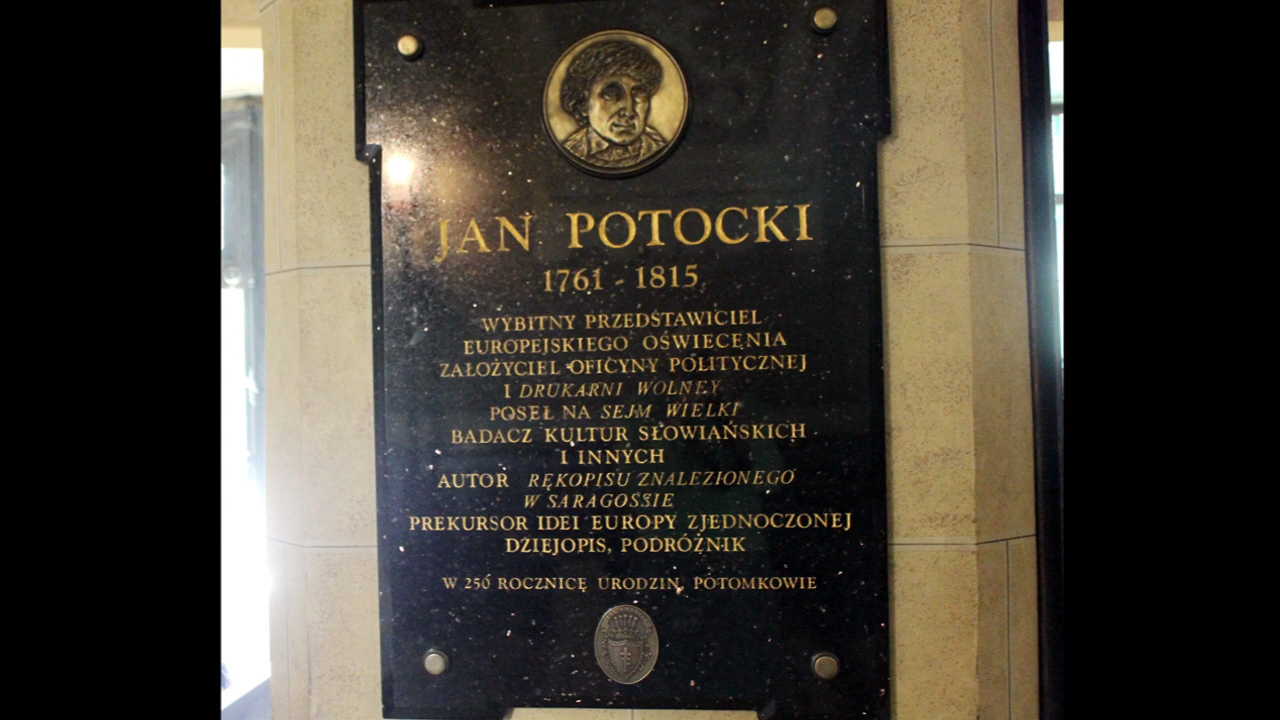 JAN POTOCKI
1761 - 1815
WYBITNY PRZEDSTAWICIEL
EUROPEJSKIEGO OŚWIECENIA
ZAŁOŻYCIEL OFICYNY POLITYCZNEJ
I DRUKARNI WOLNEY
POSEŁ NA SEJM WIELKI
BADACZ KULTUR SŁOWIAŃSKICH
I INNYCH
AUTOR RĘKOPISU ZNALEZIONEGO
W SARAGOSSIE
PREKURSOR IDEI EUROPY ZJEDNOCZONEJ
DZIEJOPIS, PODRÓŻNIK
W 250 ROCZNICĘ URODZIN, POTOMKOWIE